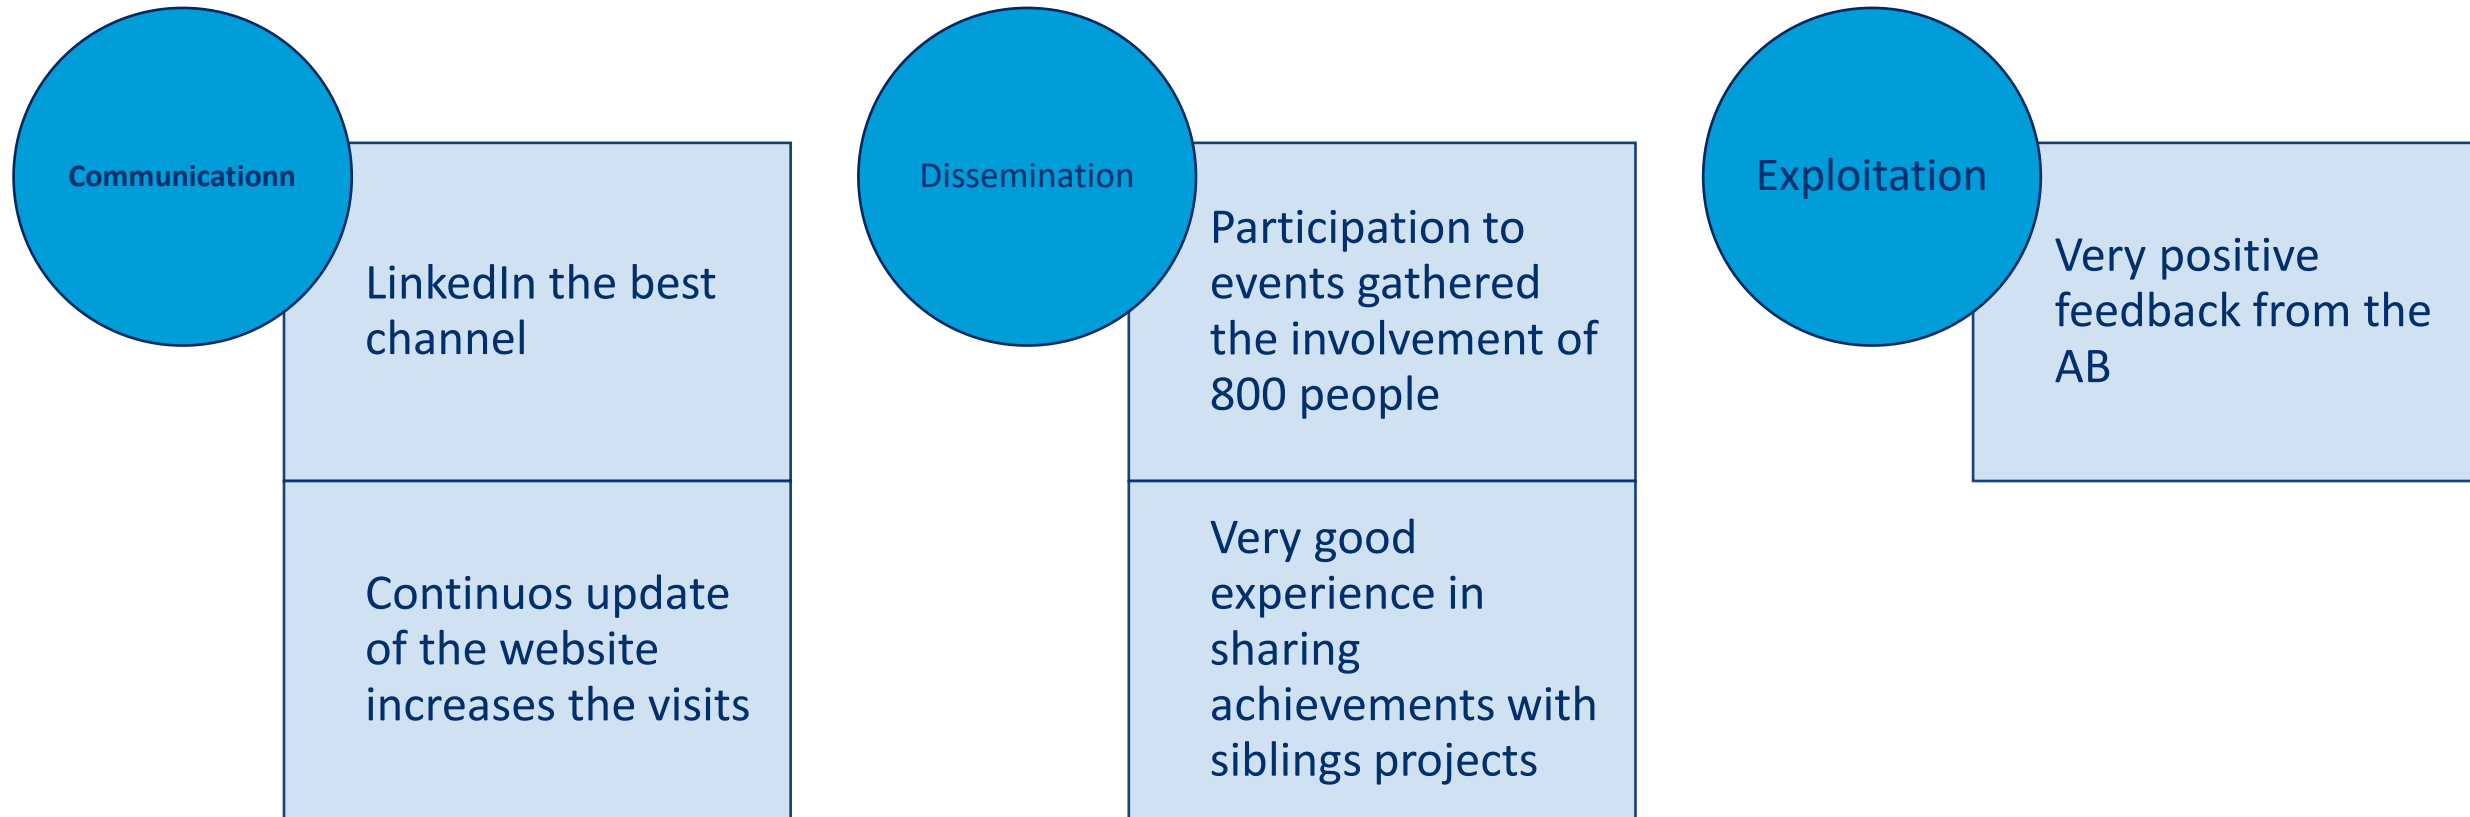 Communicationn
LinkedIn the best
channel
Continuos update
of the website
increases the visits
Dissemination
Participation to
events gathered
the involvement of
800 people
Very good
experience in
sharing
achievements with
siblings projects
Exploitation
Very positive
feedback from the
AB